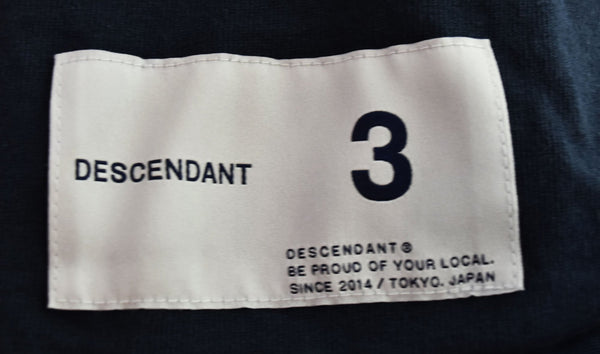 DESCENDANT
3
DESCENDANT®
BE PROUD OF YOUR LOCAL.
SINCE 2014 / TOKYO. JAPAN